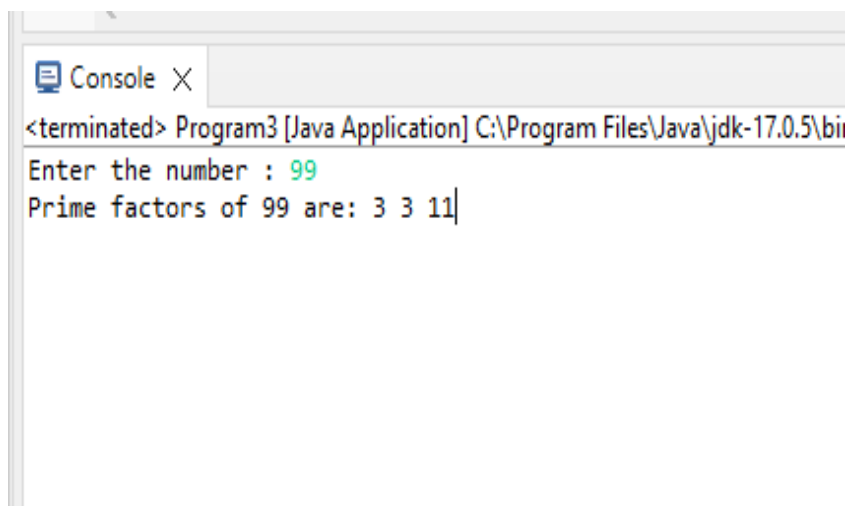 Console
<terminated> Program3 [Java Application] C:\Program Files\Java\jdk-17.0.5\bin
Enter the number : 99
Prime factors of 99 are: 3 3 11